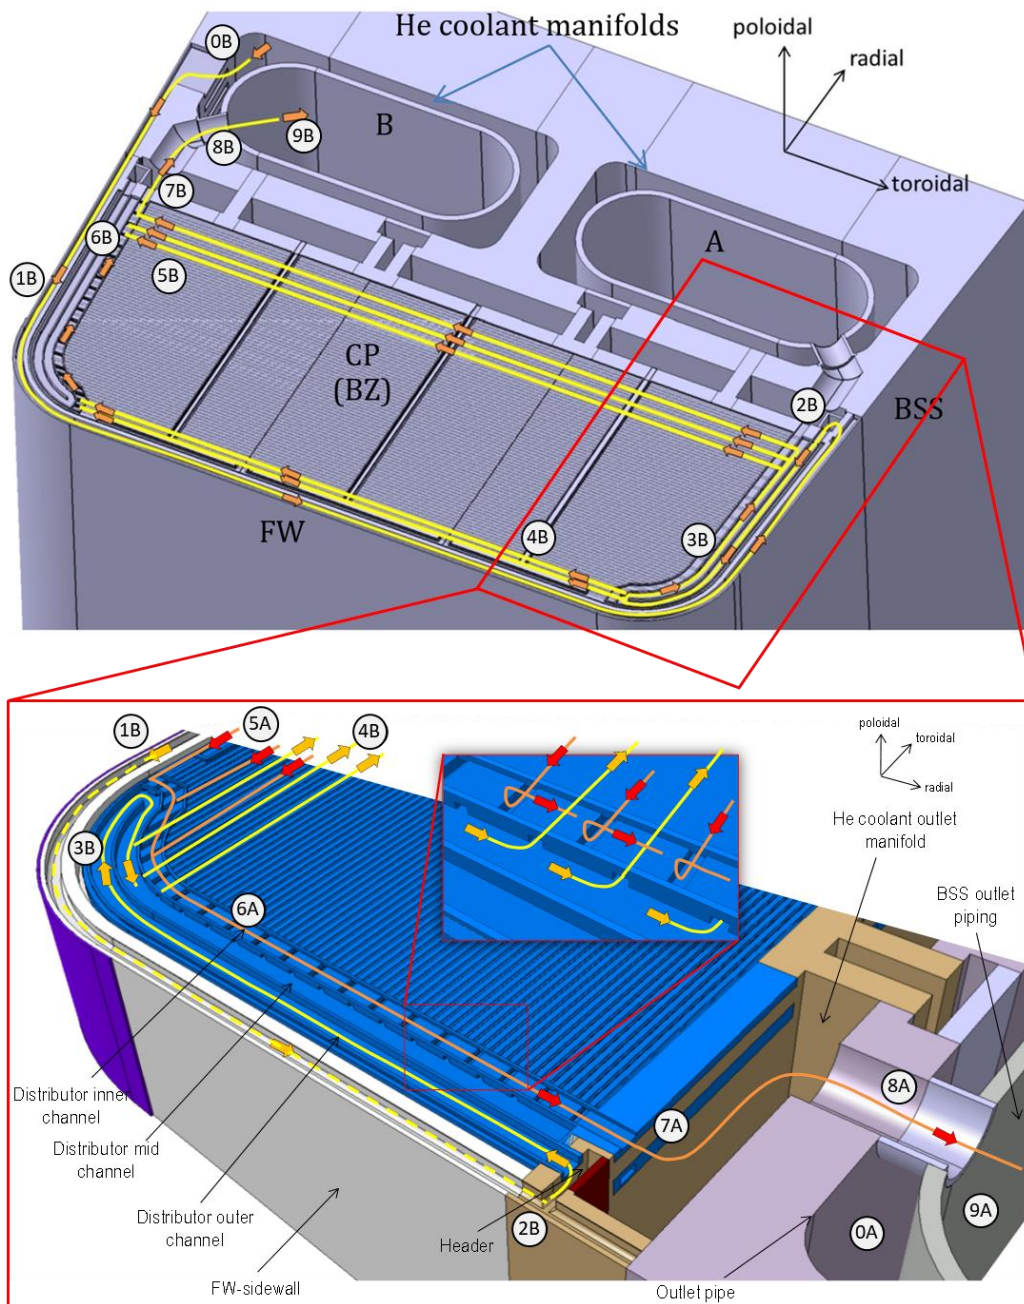 He coolant manifolds
poloidal
radial
toroidal
0B
B
9B
8B
7B
A
6B
5B
1B
CP
(BZ)
2B
BSS
FW
4B
3B
1B
5A
4B
poloidal
toroidal
radial
He coolant outlet
manifold
3B
BSS outlet
piping
6A
8A
Distributor inner
channel
7A
Distributor mid
channel
Distributor outer
channel
2B
Header
0A
9A
FW-sidewall
Outlet pipe